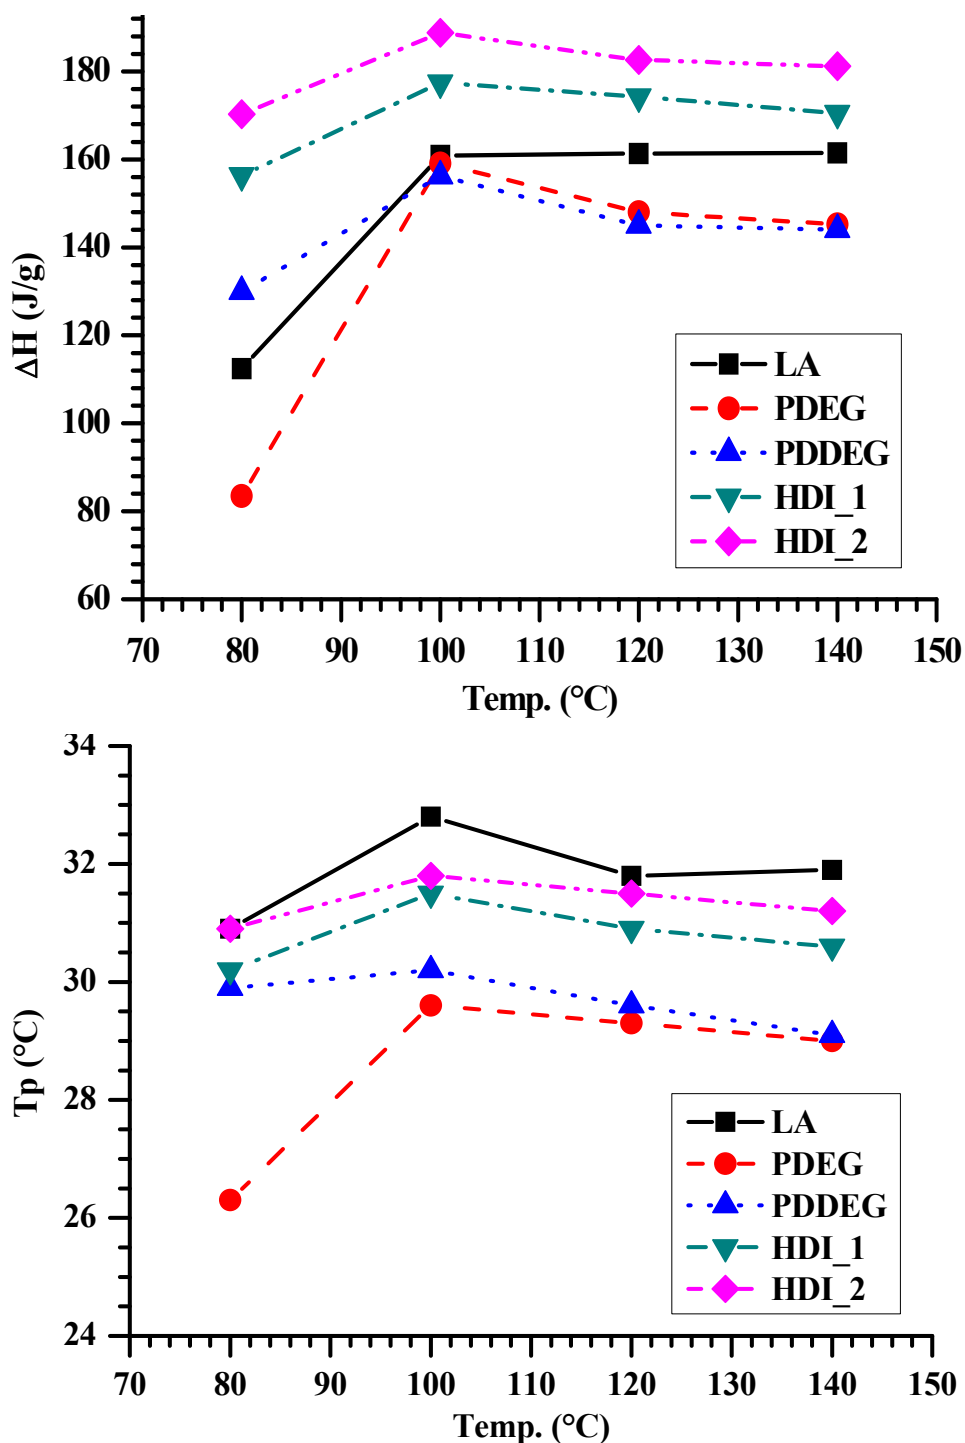 180
160
140
120
100
80
60
ΔH (J/g)
LA
PDEG
PDDEG
HDI_1
HDI_2
70 80 90 100 110 120 130 140 150
Temp. (°C)
34
32
30
28
26
24
Tp (°C)
LA
PDEG
PDDEG
HDI_1
HDI_2
70 80 90 100 110 120 130 140 150
Temp. (°C)